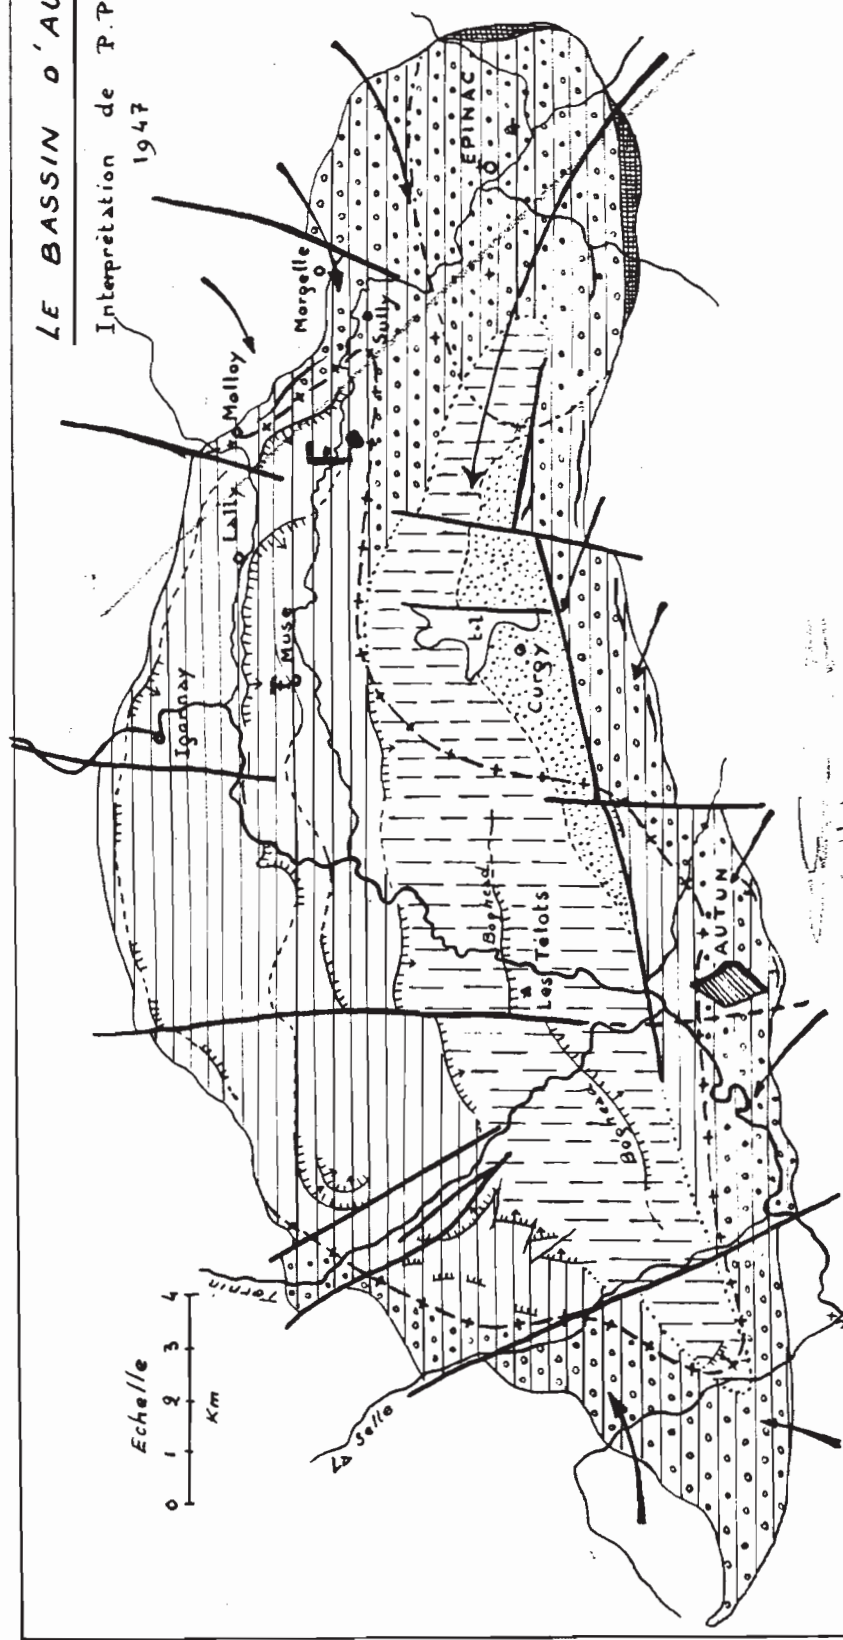 LE BASSIN D'AU
Interprétation de P.P
1947
Echelle
0 1 2 3 4
Km
Ternin
La Selle
Igornay
Lally
Molloy
Morgelle
Muse
Sully
EPINAC
Curgy
Boghead
Les Télots
Boghead
AUTUN